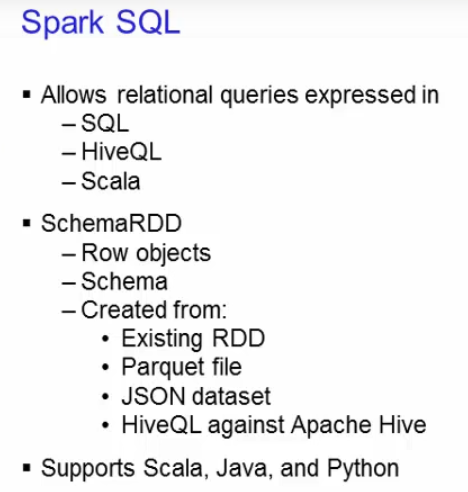 Spark SQL
▪ Allows relational queries expressed in
– SQL
– HiveQL
– Scala
▪ SchemaRDD
– Row objects
– Schema
– Created from:
• Existing RDD
• Parquet file
• JSON dataset
• HiveQL against Apache Hive
▪ Supports Scala, Java, and Python